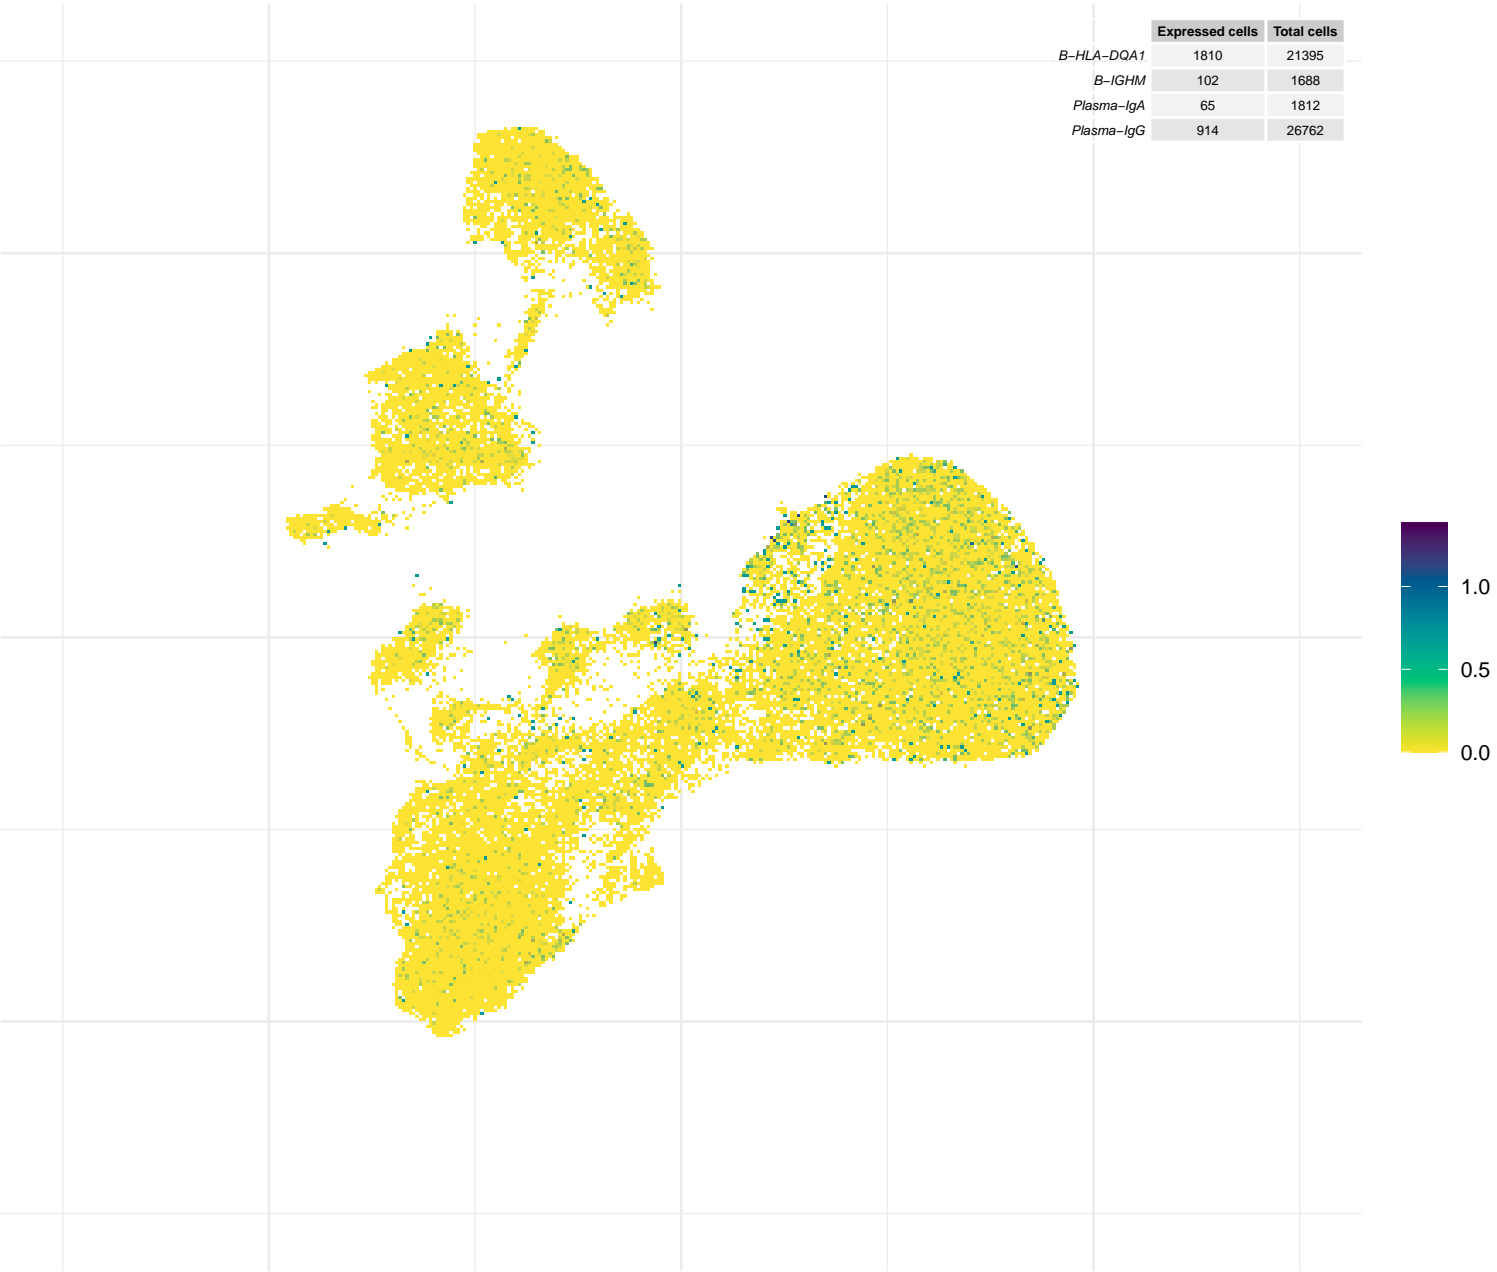 Expressed cells Total cells
B−HLA−DQA1 1810 21395
B−IGHM 102 1688
Plasma−IgA 65 1812
Plasma−IgG 914 26762
1.0
0.5
0.0